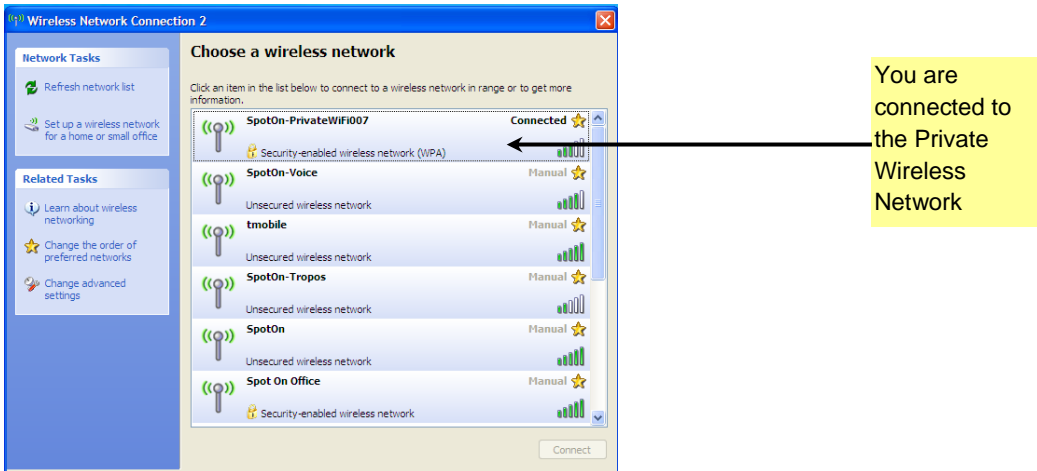 Wireless Network Connection 2
Network Tasks
Refresh network list
Set up a wireless network
for a home or small office
Related Tasks
Learn about wireless
networking
Change the order of
preferred networks
Change advanced
settings
Choose a wireless network
Click an item in the list below to connect to a wireless network in range or to get more
information.
SpotOn-PrivateWiFi007 Connected
Security-enabled wireless network (WPA)
SpotOn-Voice Manual
Unsecured wireless network
tmobile Manual
Unsecured wireless network
SpotOn-Tropos Manual
Unsecured wireless network
SpotOn Manual
Unsecured wireless network
Spot On Office Manual
Security-enabled wireless network
Connect
You are
connected to
the Private
Wireless
Network